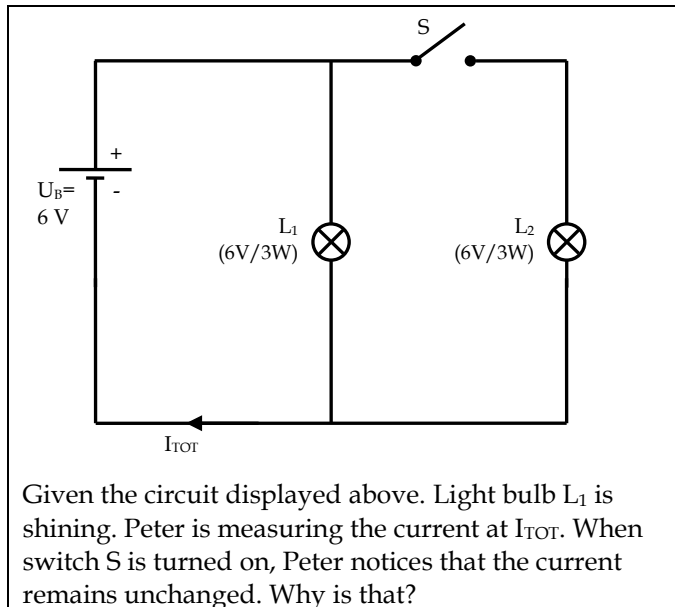 S
+
U_B=
-
6 V
L₁
(6V/3W)
L₂
(6V/3W)
I_TOT
Given the circuit displayed above. Light bulb L₁ is
shining. Peter is measuring the current at I_TOT. When
switch S is turned on, Peter notices that the current
remains unchanged. Why is that?